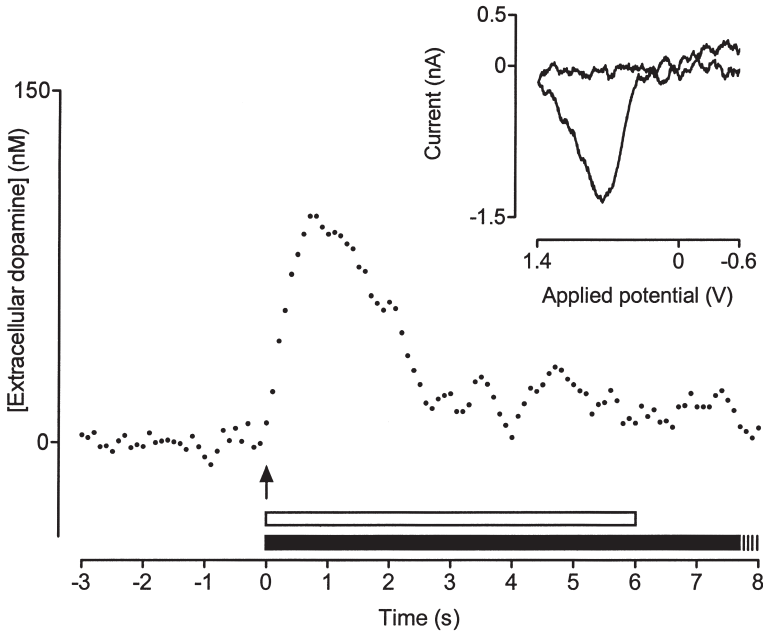 0.5
0
-1.5
Current (nA)
1.4 0 -0.6
Applied potential (V)
150
0
[Extracellular dopamine] (nM)
-3 -2 -1 0 1 2 3 4 5 6 7 8
Time (s)